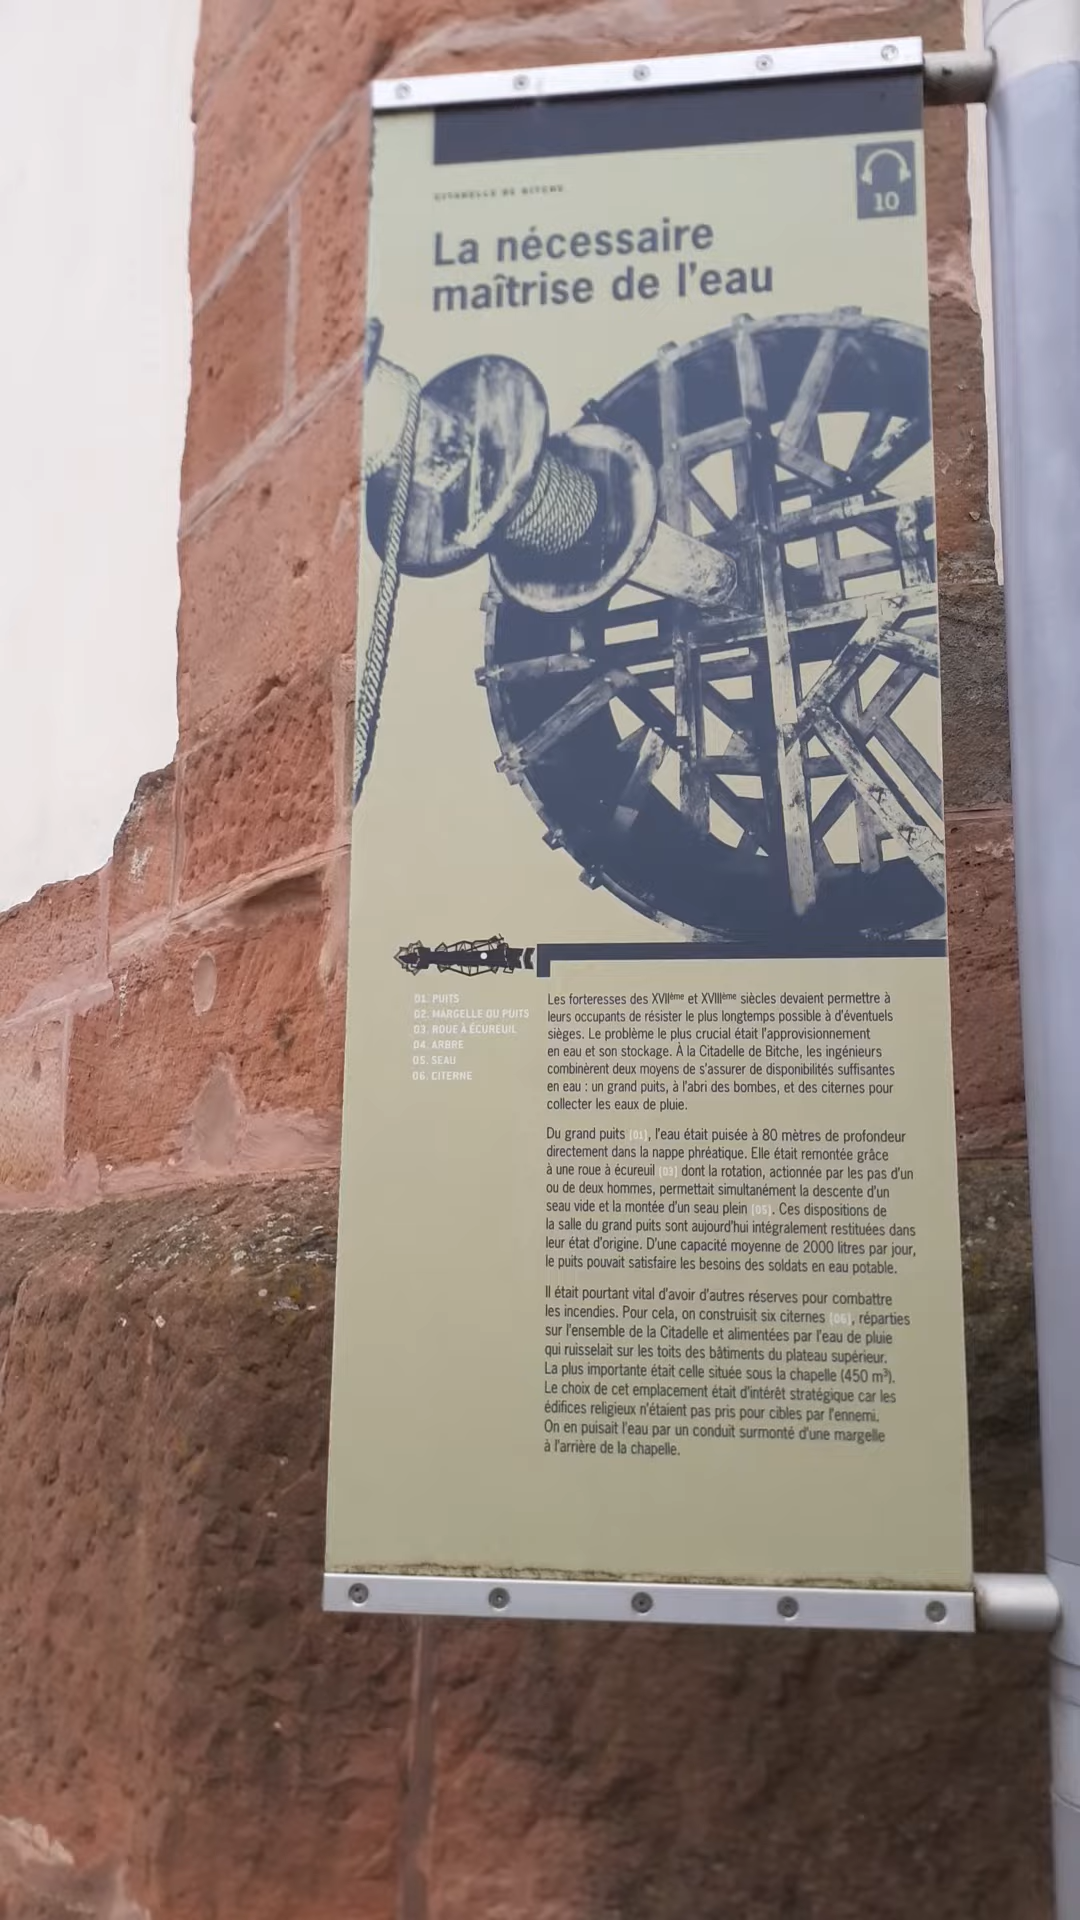 CITADELLE DE BITCHE
10
La nécessaire
maîtrise de l'eau
01. PUITS
02. MARGELLE DU PUITS
03. ROUE À ÉCUREUIL
04. ARBRE
05. SEAU
06. CITERNE
Les forteresses des XVIIème et XVIIIème siècles devaient permettre à
leurs occupants de résister le plus longtemps possible à d'éventuels
sièges. Le problème le plus crucial était l'approvisionnement
en eau et son stockage. À la Citadelle de Bitche, les ingénieurs
combinèrent deux moyens de s'assurer de disponibilités suffisantes
en eau : un grand puits, à l'abri des bombes, et des citernes pour
collecter les eaux de pluie.
Du grand puits [01], l'eau était puisée à 80 mètres de profondeur
directement dans la nappe phréatique. Elle était remontée grâce
à une roue à écureuil [03] dont la rotation, actionnée par les pas d'un
ou de deux hommes, permettait simultanément la descente d'un
seau vide et la montée d'un seau plein [05]. Ces dispositions de
la salle du grand puits sont aujourd'hui intégralement restituées dans
leur état d'origine. D'une capacité moyenne de 2000 litres par jour,
le puits pouvait satisfaire les besoins des soldats en eau potable.
Il était pourtant vital d'avoir d'autres réserves pour combattre
les incendies. Pour cela, on construisit six citernes [06], réparties
sur l'ensemble de la Citadelle et alimentées par l'eau de pluie
qui ruisselait sur les toits des bâtiments du plateau supérieur.
La plus importante était celle située sous la chapelle (450 m³).
Le choix de cet emplacement était d'intérêt stratégique car les
édifices religieux n'étaient pas pris pour cibles par l'ennemi.
On en puisait l'eau par un conduit surmonté d'une margelle
à l'arrière de la chapelle.